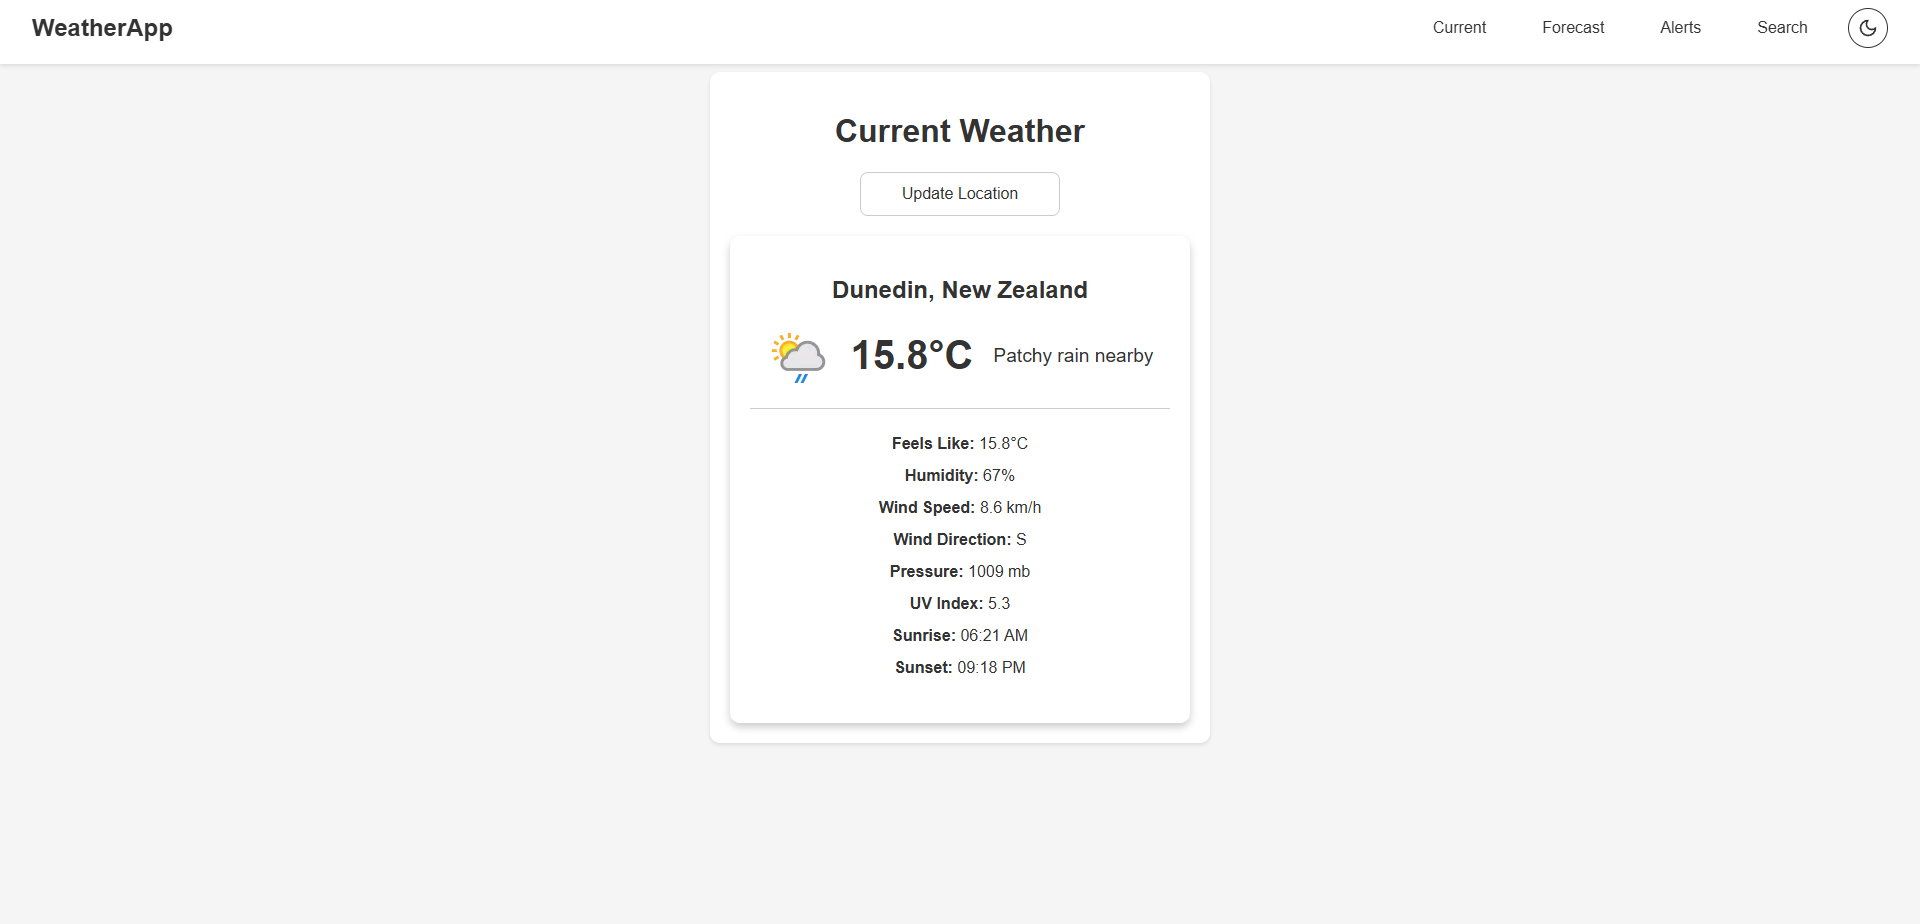 WeatherApp
Current
Forecast
Alerts
Search
Current Weather
Update Location
Dunedin, New Zealand
15.8°C
Patchy rain nearby
Feels Like: 15.8°C
Humidity: 67%
Wind Speed: 8.6 km/h
Wind Direction: S
Pressure: 1009 mb
UV Index: 5.3
Sunrise: 06:21 AM
Sunset: 09:18 PM